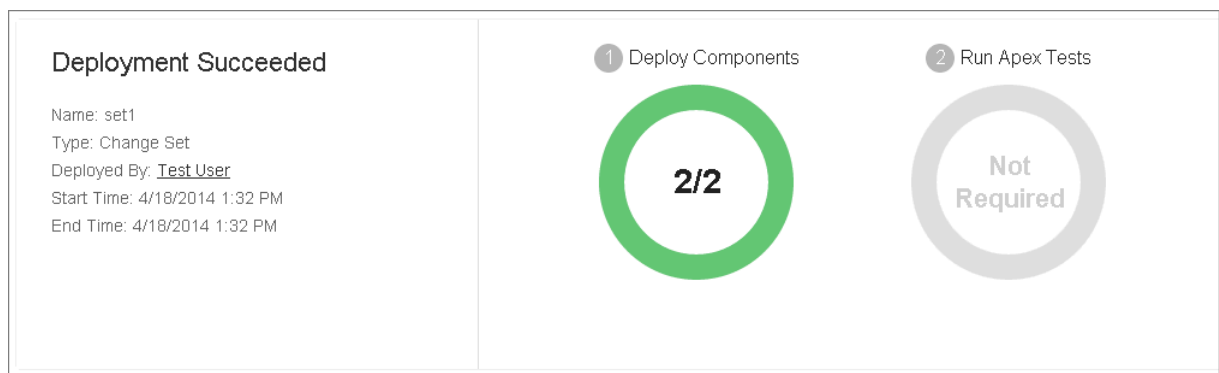 Deployment Succeeded
Name: set1
Type: Change Set
Deployed By: Test User
Start Time: 4/18/2014 1:32 PM
End Time: 4/18/2014 1:32 PM
1 Deploy Components
2/2
2 Run Apex Tests
Not
Required